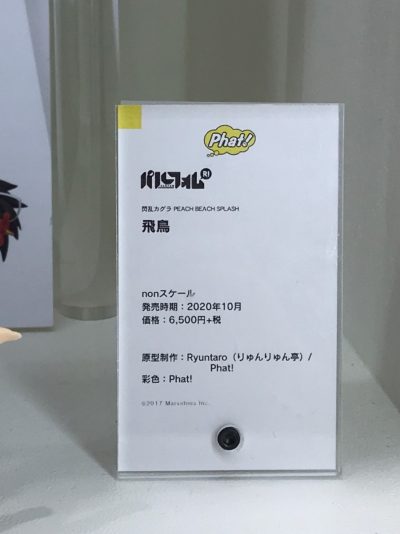 Phat!
パルフォム R!
閃乱カグラ PEACH BEACH SPLASH
飛鳥
nonスケール
発売時期：2020年10月
価格：6,500円+税
原型制作：Ryuntaro（りゅんりゅん亭）/
Phat!
彩色：Phat!
©2017 Marvelous Inc.